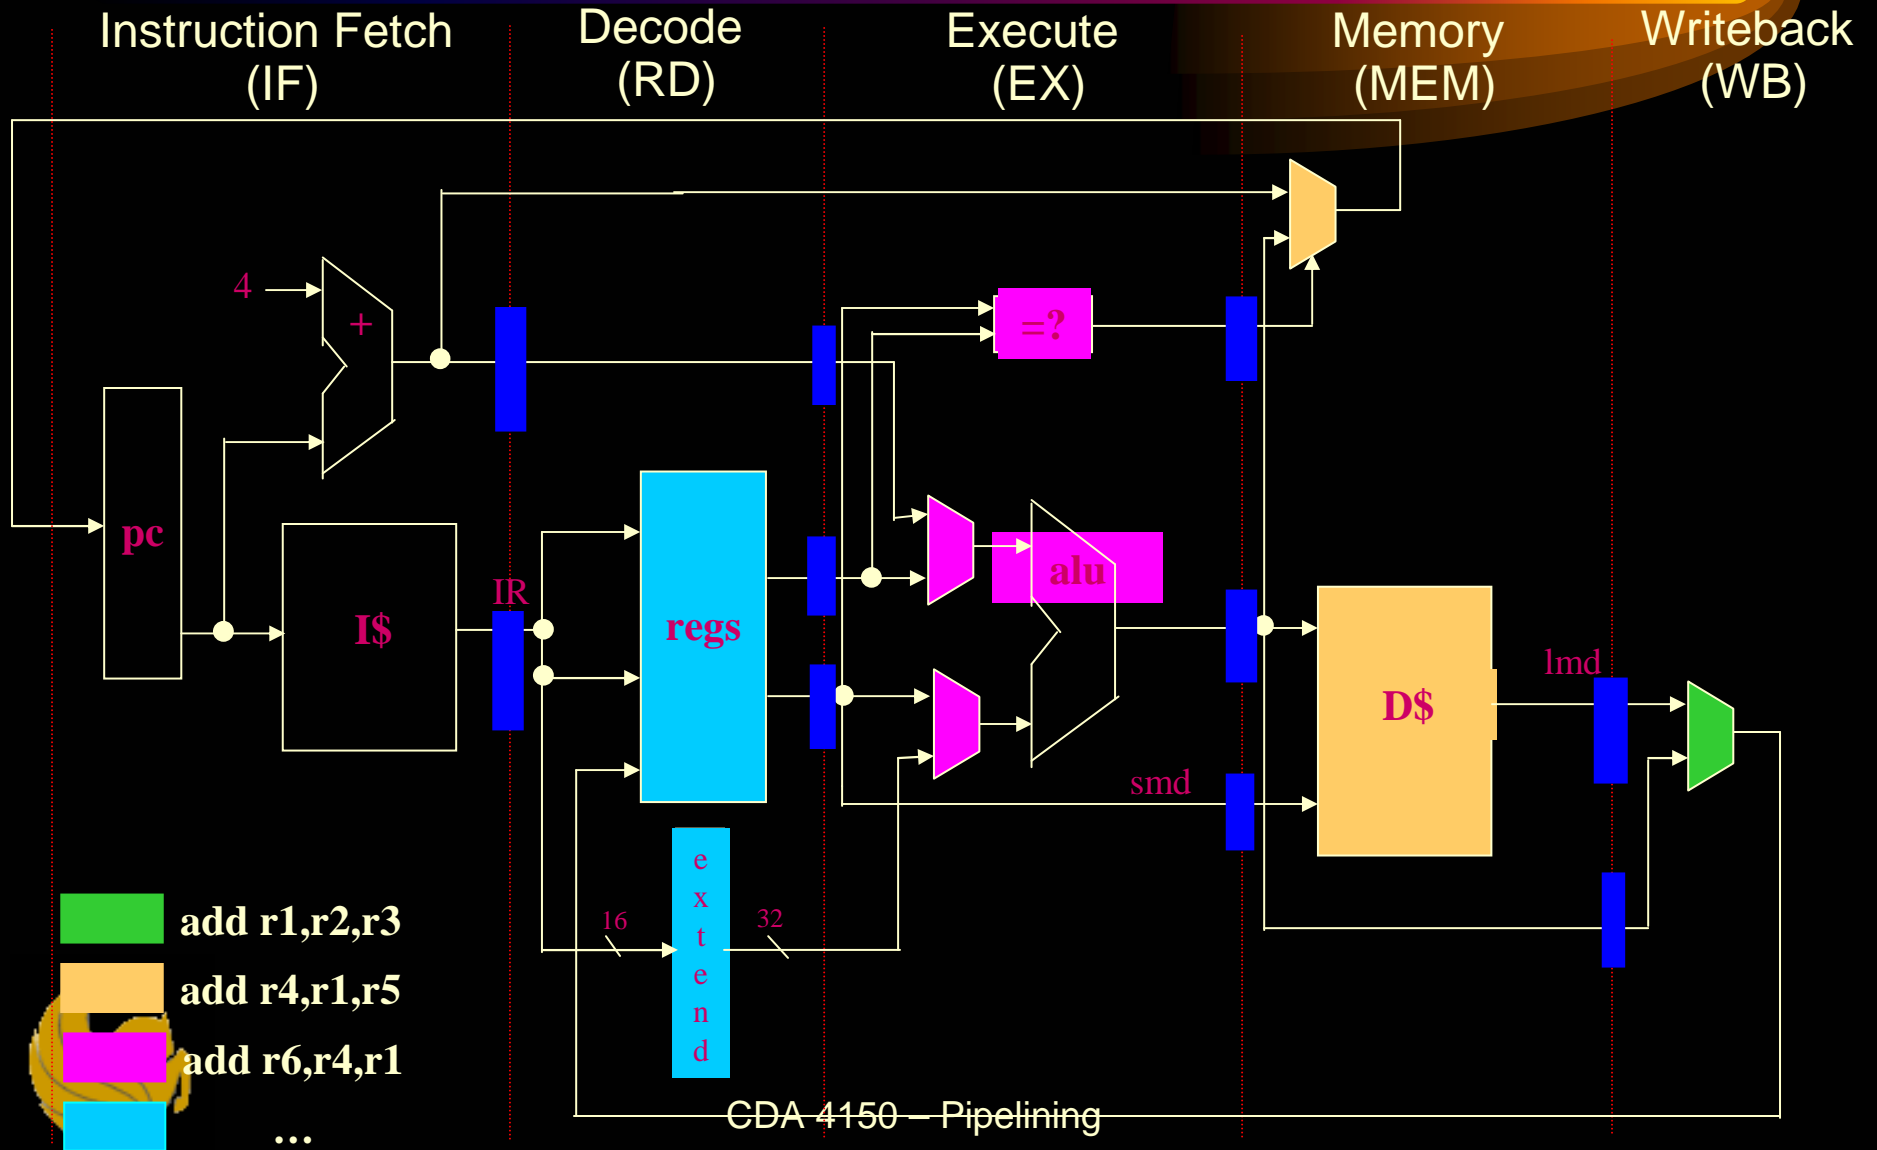 Instruction Fetch
(IF)
Decode
(RD)
Execute
(EX)
Memory
(MEM)
Writeback
(WB)
4
+
=?
pc
I$
IR
regs
alu
D$
lmd
smd
16
32
e
x
t
e
n
d
add r1,r2,r3
add r4,r1,r5
add r6,r4,r1
...
CDA 4150 – Pipelining